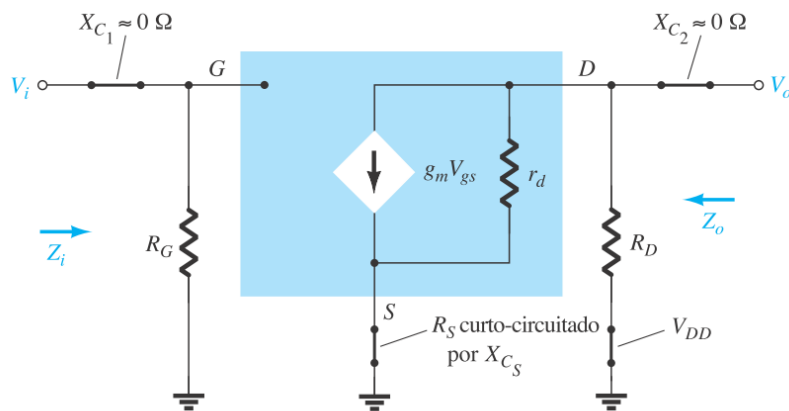 X_{C_1} ≈ 0 Ω
X_{C_2} ≈ 0 Ω
V_i
G
D
V_o
g_m V_{gs}
r_d
Z_i
R_G
R_D
Z_o
S
R_S curto-circuitado
por X_{C_S}
V_{DD}